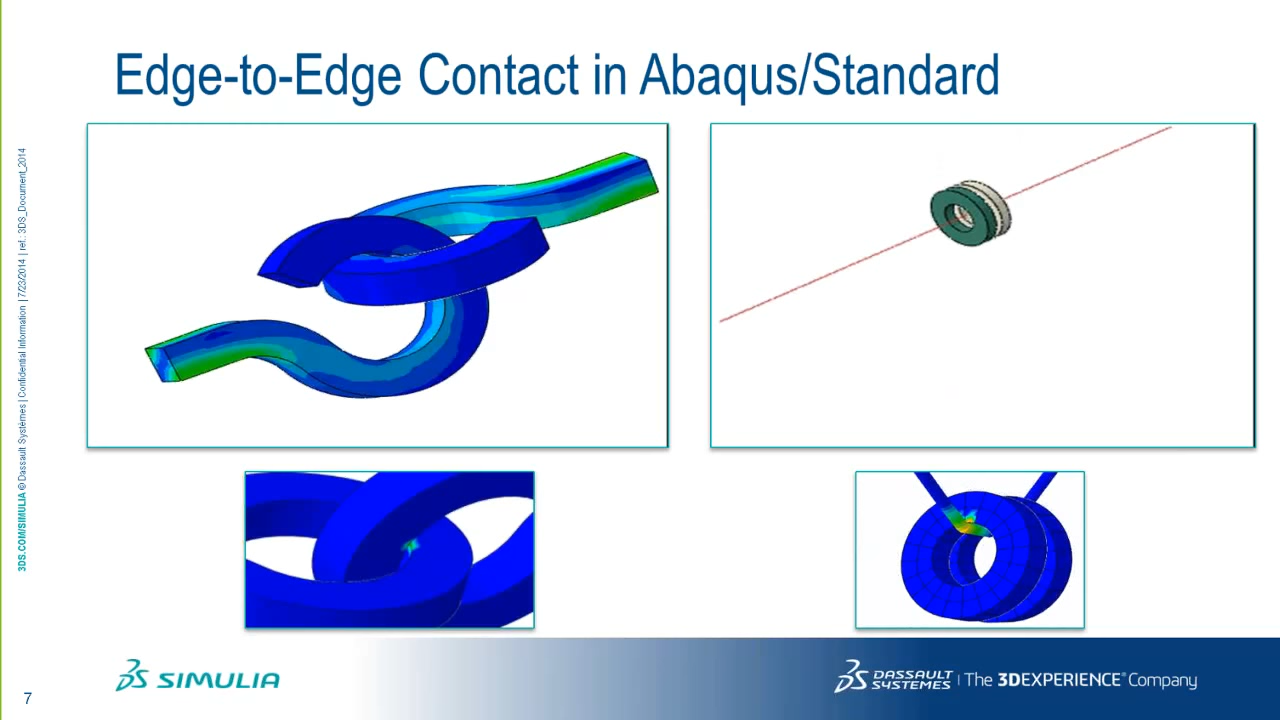 Edge-to-Edge Contact in Abaqus/Standard
3DS.COM/SIMULIA © Dassault Systèmes | Confidential Information | 7/23/2014 | ref.: 3DS_Document_2014
7
SIMULIA
DASSAULT SYSTEMES | The 3DEXPERIENCE® Company